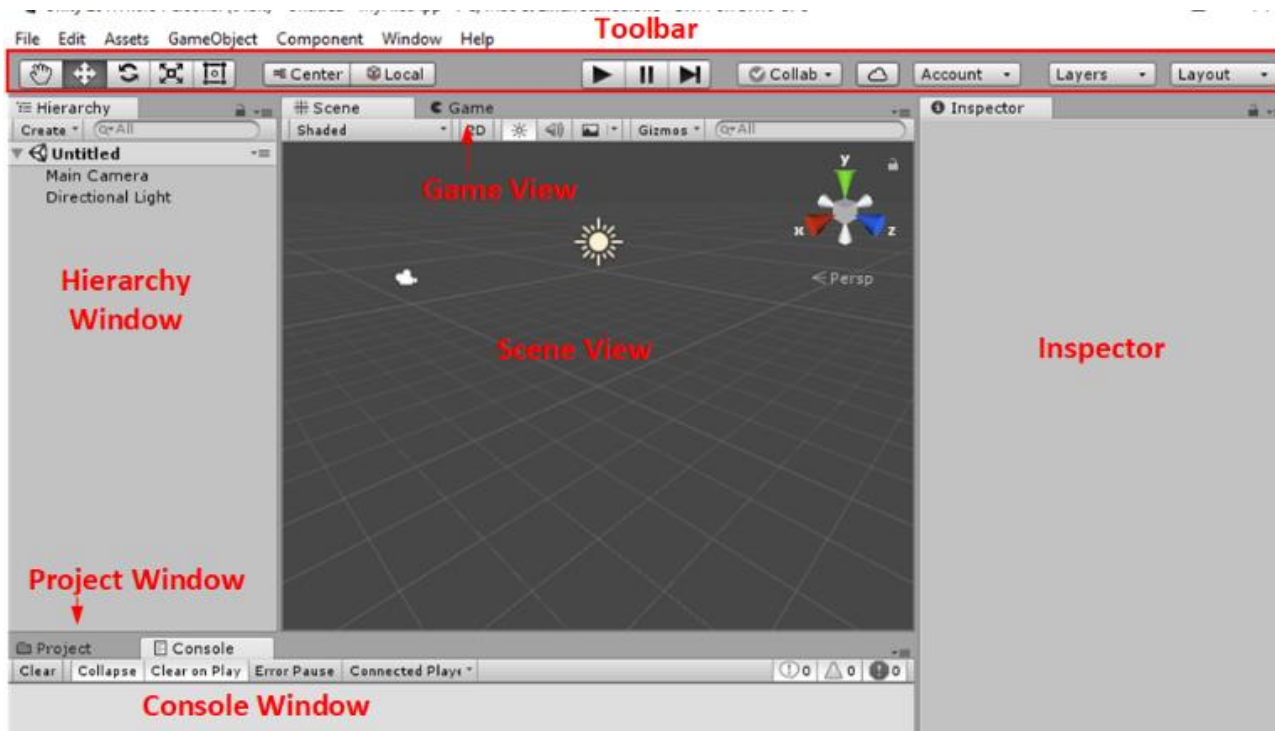 Toolbar
File Edit Assets GameObject Component Window Help
Center Local Collab Account Layers Layout
Hierarchy Scene Game Inspector
Create All Shaded 2D Gizmos All
Untitled
Main Camera
Directional Light
y
x z
Persp
Game View
Hierarchy
Window
Scene View
Inspector
Project Window
Project Console
Clear Collapse Clear on Play Error Pause Connected Playe 0 0 0
Console Window